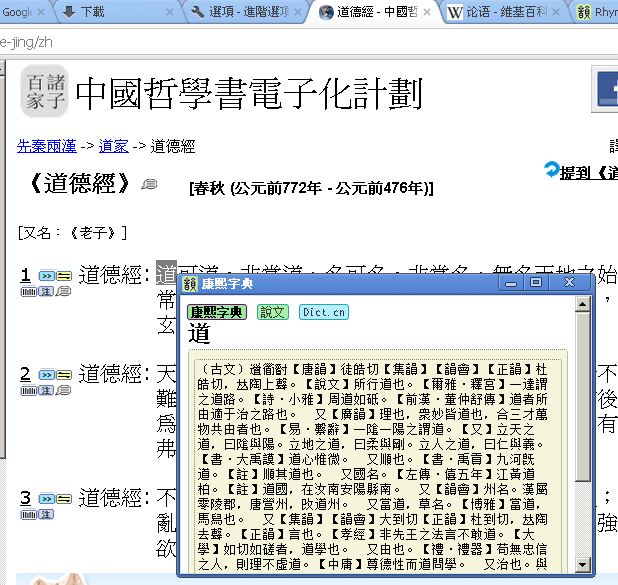 Google
下載
選項 - 進階選項
道德經 - 中國哲
论语 - 維基百科
Rhyn
e-jing/zh
諸子百家
中國哲學書電子化計劃
先秦兩漢 -> 道家 -> 道德經
《道德經》
[春秋 (公元前772年 - 公元前476年)]
提到《道
[又名：《老子》]
1 道德經：道可道，非常道。名可名，非常名。無名天地之始
常
玄
2 道德經：天
不
難
後
為
有
弗
3 道德經：不
；
亂
強
欲
康熙字典
康熙字典 說文 Dict.cn
道
【唐韻】徒皓切【集韻】【韻會】【正韻】杜
皓切，𠀤陶上聲。【說文】所行道也。【爾雅·釋宮】一達謂
之道路。【詩·小雅】周道如砥。【前漢·董仲舒傳】道者所
由適于治之路也。 又【廣韻】理也，衆妙皆道也，合三才萬
物共由者也。【易·繫辭】一隂一陽之謂道。【又】立天之
道，曰隂與陽。立地之道，曰柔與剛。立人之道，曰仁與義。
【書·大禹謨】道心惟微。 又順也。【書·禹貢】九河旣
道。【註】順其道也。 又國名。【左傳·僖五年】江黃道
柏。【註】道國，在汝南安陽縣南。 又【韻會】州名。漢屬
零陵郡，唐營州，攺道州。 又當道，草名。【博雅】當道，
馬舄也。 又【集韻】【韻會】大到切【正韻】杜到切，𠀤陶
去聲。【正韻】言也。【孝經】非先王之法言不敢道。【大
學】如切如磋者，道學也。 又由也。【禮·禮器】苟無忠信
之人，則理不虛道。【中庸】尊德性而道問學。 又治也。與